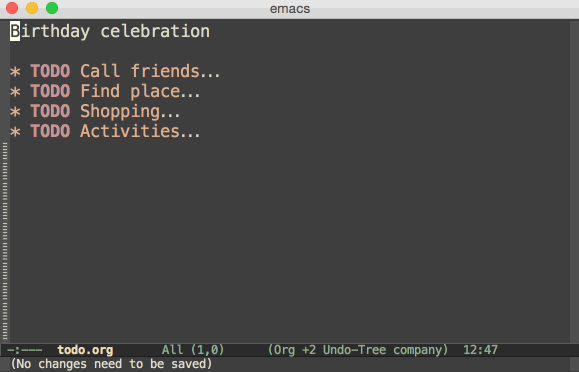 emacs
Birthday celebration
* TODO Call friends...
* TODO Find place...
* TODO Shopping...
* TODO Activities...
-:--- todo.org All (1,0) (Org +2 Undo-Tree company) 12:47
(No changes need to be saved)